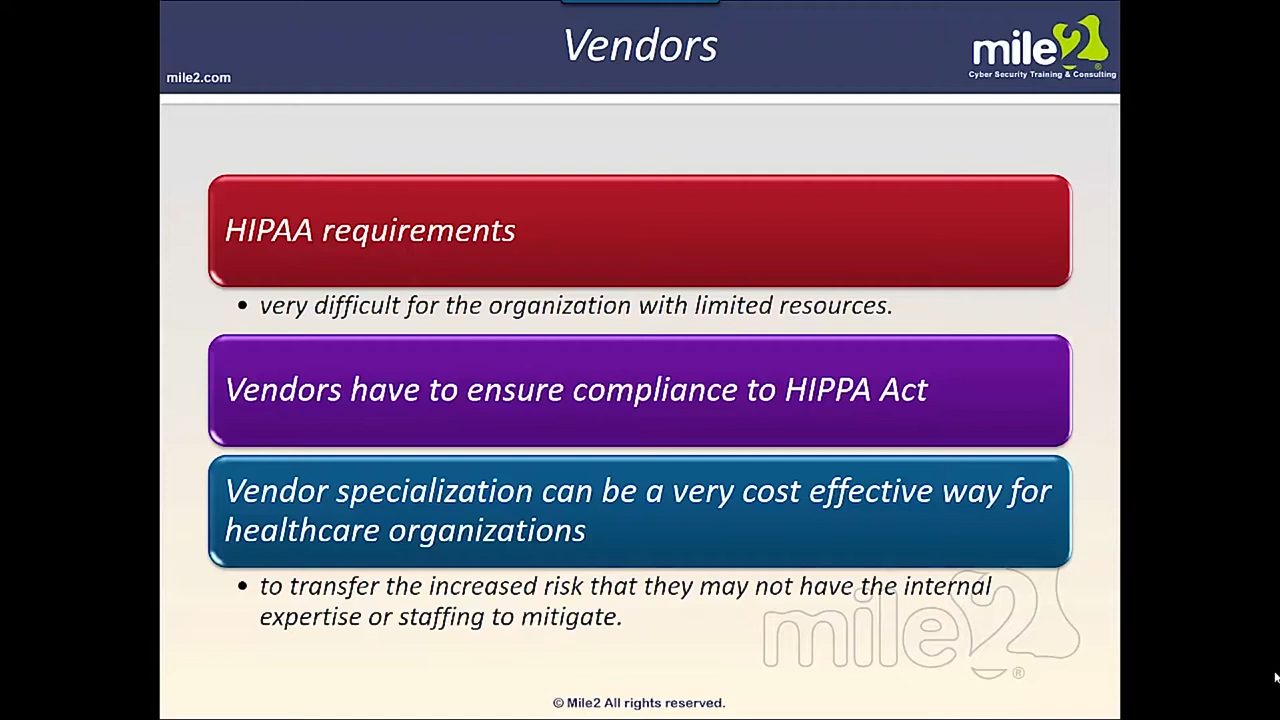 Vendors
mile2
mile2.com
Cyber Security Training & Consulting
HIPAA requirements
• very difficult for the organization with limited resources.
Vendors have to ensure compliance to HIPPA Act
Vendor specialization can be a very cost effective way for
healthcare organizations
• to transfer the increased risk that they may not have the internal
expertise or staffing to mitigate.
mile2®
© Mile2 All rights reserved.